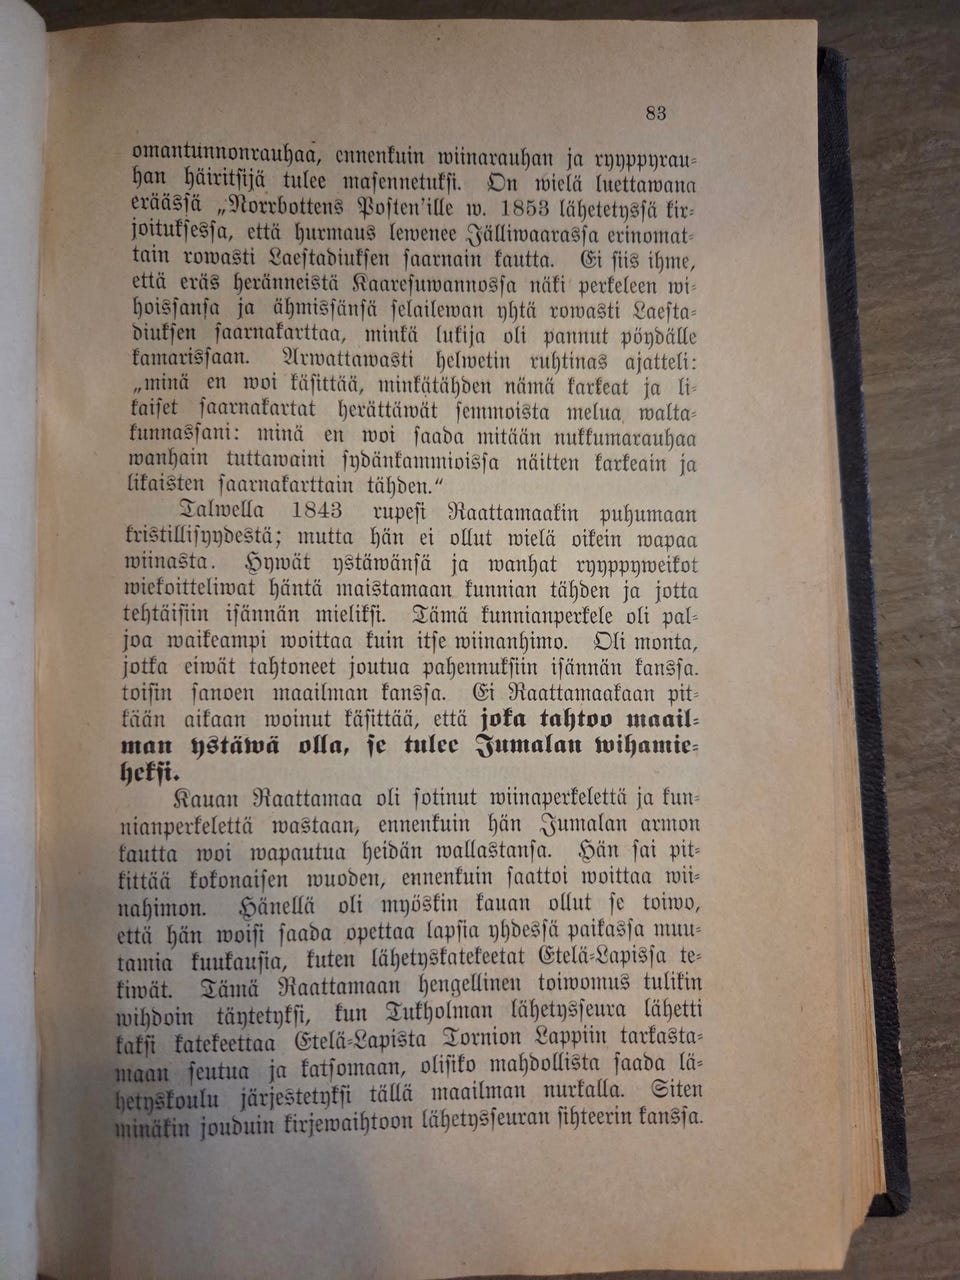 83
omantunnonrauhaa, ennenkuin wiinarauhan ja ryyppyrau-
han häiritsijä tulee masennetuksi. On wielä luettawana
eräässä „Norrbottens Posten'ille w. 1853 lähetetyssä kir-
joituksessa, että hurmaus lewenee Jälliwaarassa erinomat-
tain rowasti Laestadiuksen saarnain kautta. Ei siis ihme,
että eräs heränneistä Kaaresuwannossa näki perkeleen wi-
hoissansa ja ähmissänsä selailewan yhtä rowasti Laesta-
diuksen saarnakarttaa, minkä lukija oli pannut pöydälle
kamarissaan. Arwattawasti helwetin ruhtinas ajatteli:
„minä en woi käsittää, minkätähden nämä karkeat ja li-
kaiset saarnakartat herättäwät semmoista melua walta-
kunnassani: minä en woi saada mitään nukkumarauhaa
wanhain tuttawaini sydänkammioissa näitten karkeain ja
likaisten saarnakarttain tähden.“
Talwella 1843 rupesi Raattamaakin puhumaan
kristillisyydestä; mutta hän ei ollut wielä oikein wapaa
wiinasta. Hywät ystäwänsä ja wanhat ryyppyweikot
wiekoitteliwat häntä maistamaan kunnian tähden ja jotta
tehtäisiin isännän mieliksi. Tämä kunnianperkele oli pal-
joa waikeampi woittaa kuin itse wiinanhimo. Oli monta,
jotka eiwät tahtoneet joutua pahennuksiin isännän kanssa.
toisin sanoen maailman kanssa. Ei Raattamaakaan pit-
kään aikaan woinut käsittää, että joka tahtoo maail-
man ystäwä olla, se tulee Jumalan wihamie-
heksi.
Kauan Raattamaa oli sotinut wiinaperkelettä ja kun-
nianperkelettä wastaan, ennenkuin hän Jumalan armon
kautta woi wapautua heidän wallastansa. Hän sai pit-
kittää kokonaisen wuoden, ennenkuin saattoi woittaa wii-
nahimon. Hänellä oli myöskin kauan ollut se toiwo,
että hän woisi saada opettaa lapsia yhdessä paikassa muu-
tamia kuukausia, kuten lähetyskatekeetat Etelä-Lapissa te-
kiwät. Tämä Raattamaan hengellinen toiwomus tulikin
wihdoin täytetyksi, kun Tukholman lähetysseura lähetti
kaksi katekeettaa Etelä-Lapista Tornion Lappiin tarkasta-
maan seutua ja katsomaan, olisiko mahdollista saada lä-
hetyskoulu järjestetyksi tällä maailman nurkalla. Siten
minäkin jouduin kirjewaihtoon lähetysseuran sihteerin kanssa.